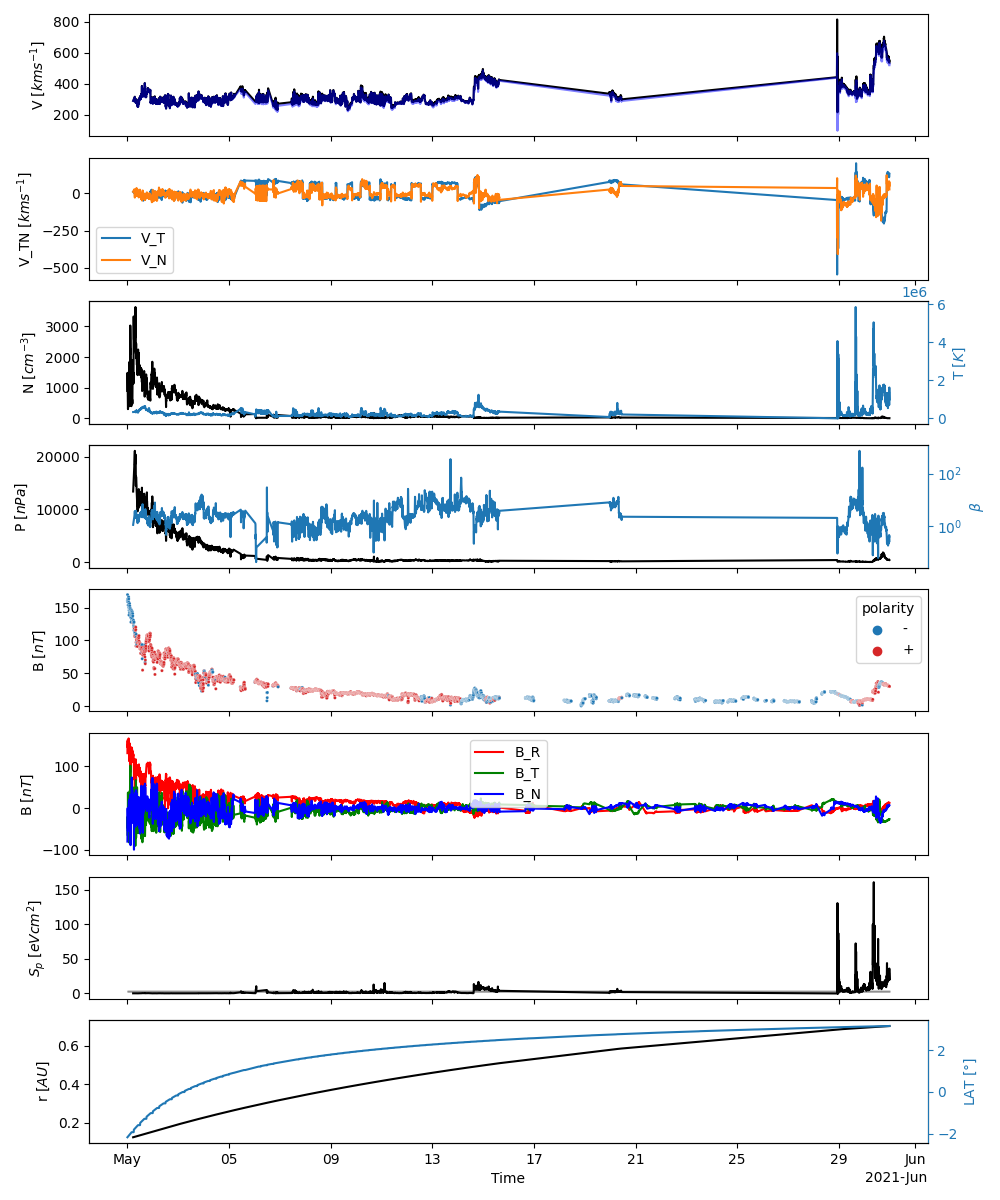 800
600
400
200
V [kms⁻¹]
0
−250
−500
V_TN [kms⁻¹]
V_T
V_N
1e6
3000
2000
1000
0
N [cm⁻³]
6
4
2
0
T [K]
20000
10000
0
P [nPa]
10²
10⁰
β
150
100
50
0
B [nT]
polarity
-
+
100
0
−100
B [nT]
B_R
B_T
B_N
150
100
50
0
Sₚ [eVcm²]
0.6
0.4
0.2
r [AU]
2
0
−2
LAT [°]
May 05 09 13 17 21 25 29 Jun
Time
2021-Jun